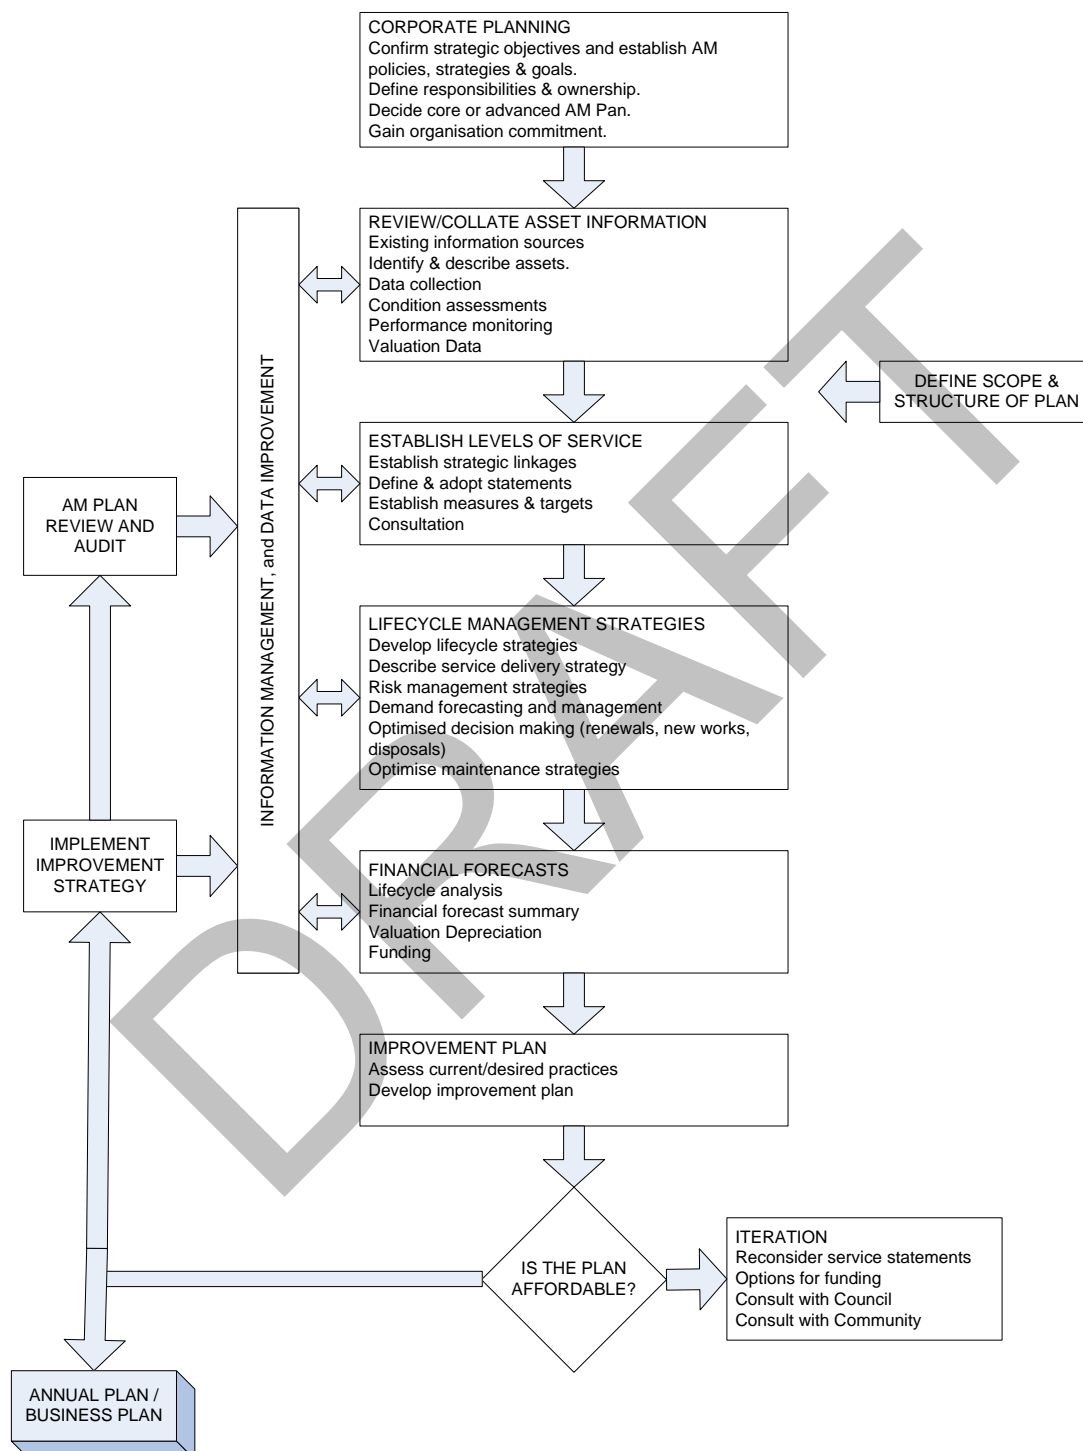 CORPORATE PLANNING
Confirm strategic objectives and establish AM
policies, strategies & goals.
Define responsibilities & ownership.
Decide core or advanced AM Pan.
Gain organisation commitment.
REVIEW/COLLATE ASSET INFORMATION
Existing information sources
Identify & describe assets.
Data collection
Condition assessments
Performance monitoring
Valuation Data
DEFINE SCOPE &
STRUCTURE OF PLAN
INFORMATION MANAGEMENT, and DATA IMPROVEMENT
ESTABLISH LEVELS OF SERVICE
Establish strategic linkages
Define & adopt statements
Establish measures & targets
Consultation
AM PLAN
REVIEW AND
AUDIT
LIFECYCLE MANAGEMENT STRATEGIES
Develop lifecycle strategies
Describe service delivery strategy
Risk management strategies
Demand forecasting and management
Optimised decision making (renewals, new works,
disposals)
Optimise maintenance strategies
IMPLEMENT
IMPROVEMENT
STRATEGY
FINANCIAL FORECASTS
Lifecycle analysis
Financial forecast summary
Valuation Depreciation
Funding
IMPROVEMENT PLAN
Assess current/desired practices
Develop improvement plan
IS THE PLAN
AFFORDABLE?
ITERATION
Reconsider service statements
Options for funding
Consult with Council
Consult with Community
ANNUAL PLAN /
BUSINESS PLAN
DRAFT